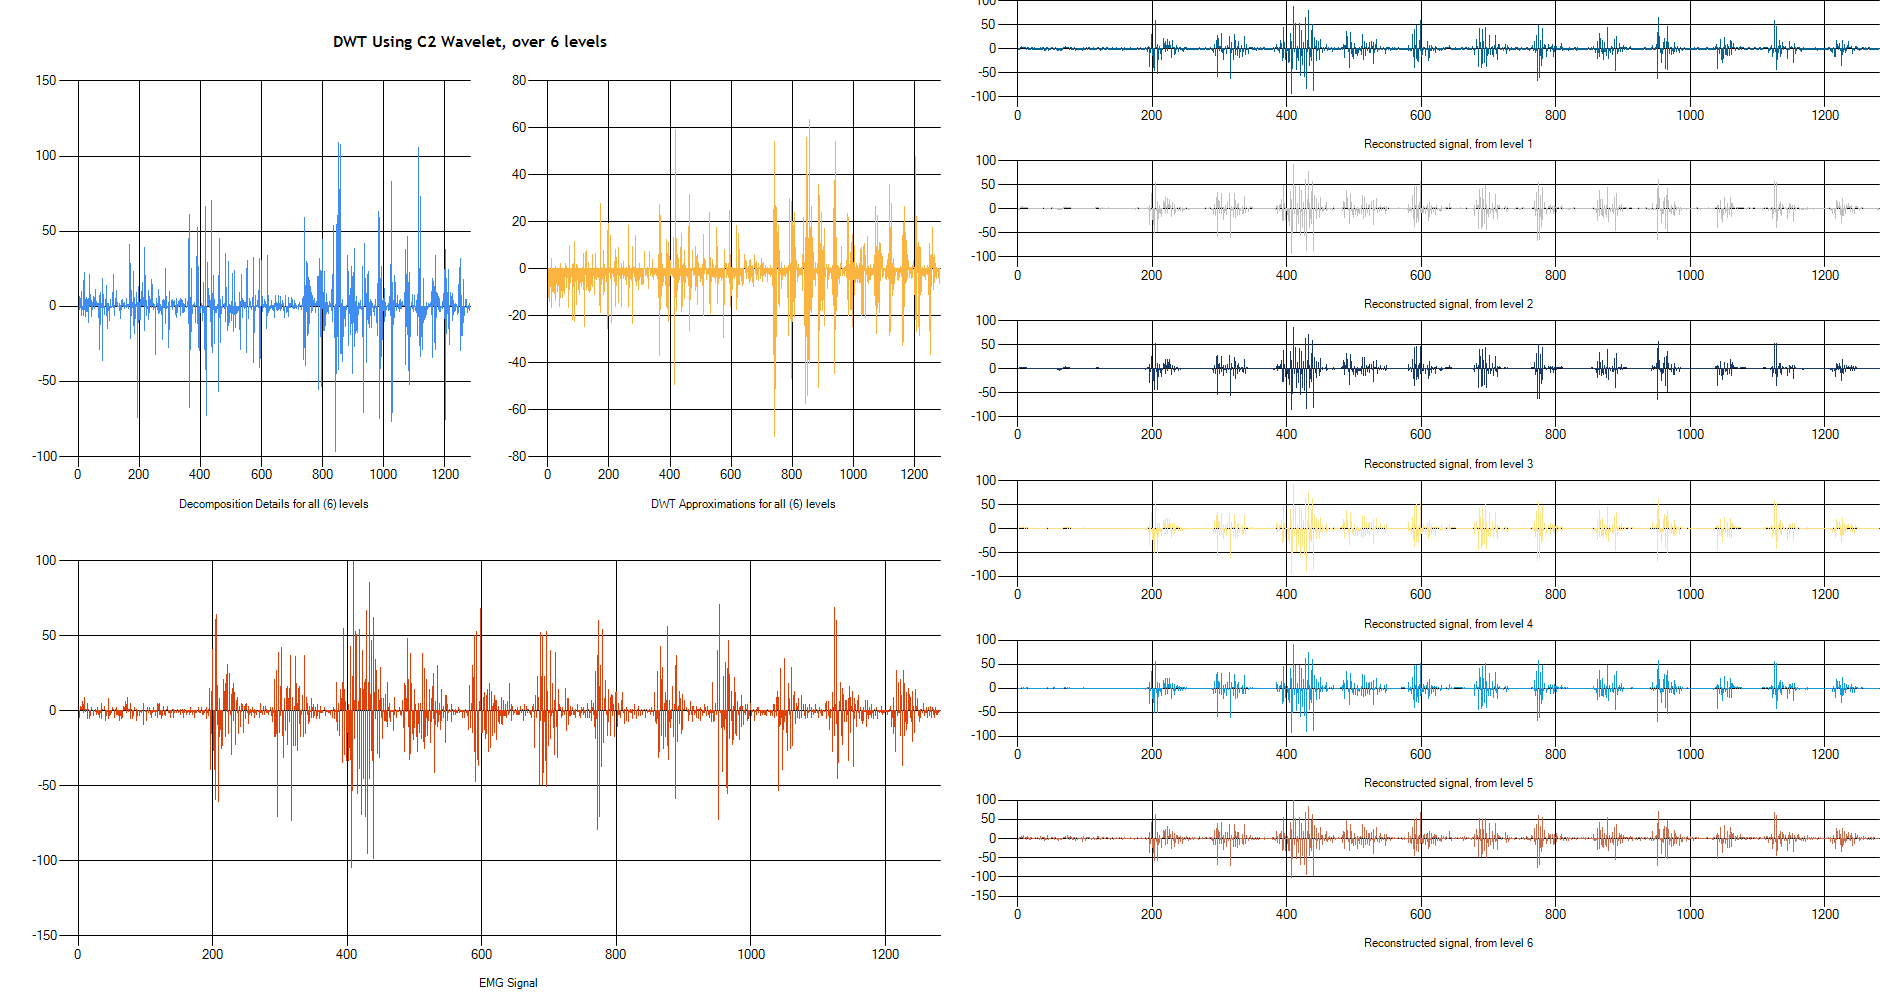 DWT Using C2 Wavelet, over 6 levels
150
100
50
0
-50
-100
0 200 400 600 800 1000 1200
Decomposition Details for all (6) levels
80
60
40
20
0
-20
-40
-60
-80
0 200 400 600 800 1000 1200
DWT Approximations for all (6) levels
100
50
0
-50
-100
-150
0 200 400 600 800 1000 1200
EMG Signal
100
50
0
-50
-100
0 200 400 600 800 1000 1200
Reconstructed signal, from level 1
100
50
0
-50
-100
0 200 400 600 800 1000 1200
Reconstructed signal, from level 2
100
50
0
-50
-100
0 200 400 600 800 1000 1200
Reconstructed signal, from level 3
100
50
0
-50
-100
0 200 400 600 800 1000 1200
Reconstructed signal, from level 4
100
50
0
-50
-100
0 200 400 600 800 1000 1200
Reconstructed signal, from level 5
100
50
0
-50
-100
-150
0 200 400 600 800 1000 1200
Reconstructed signal, from level 6